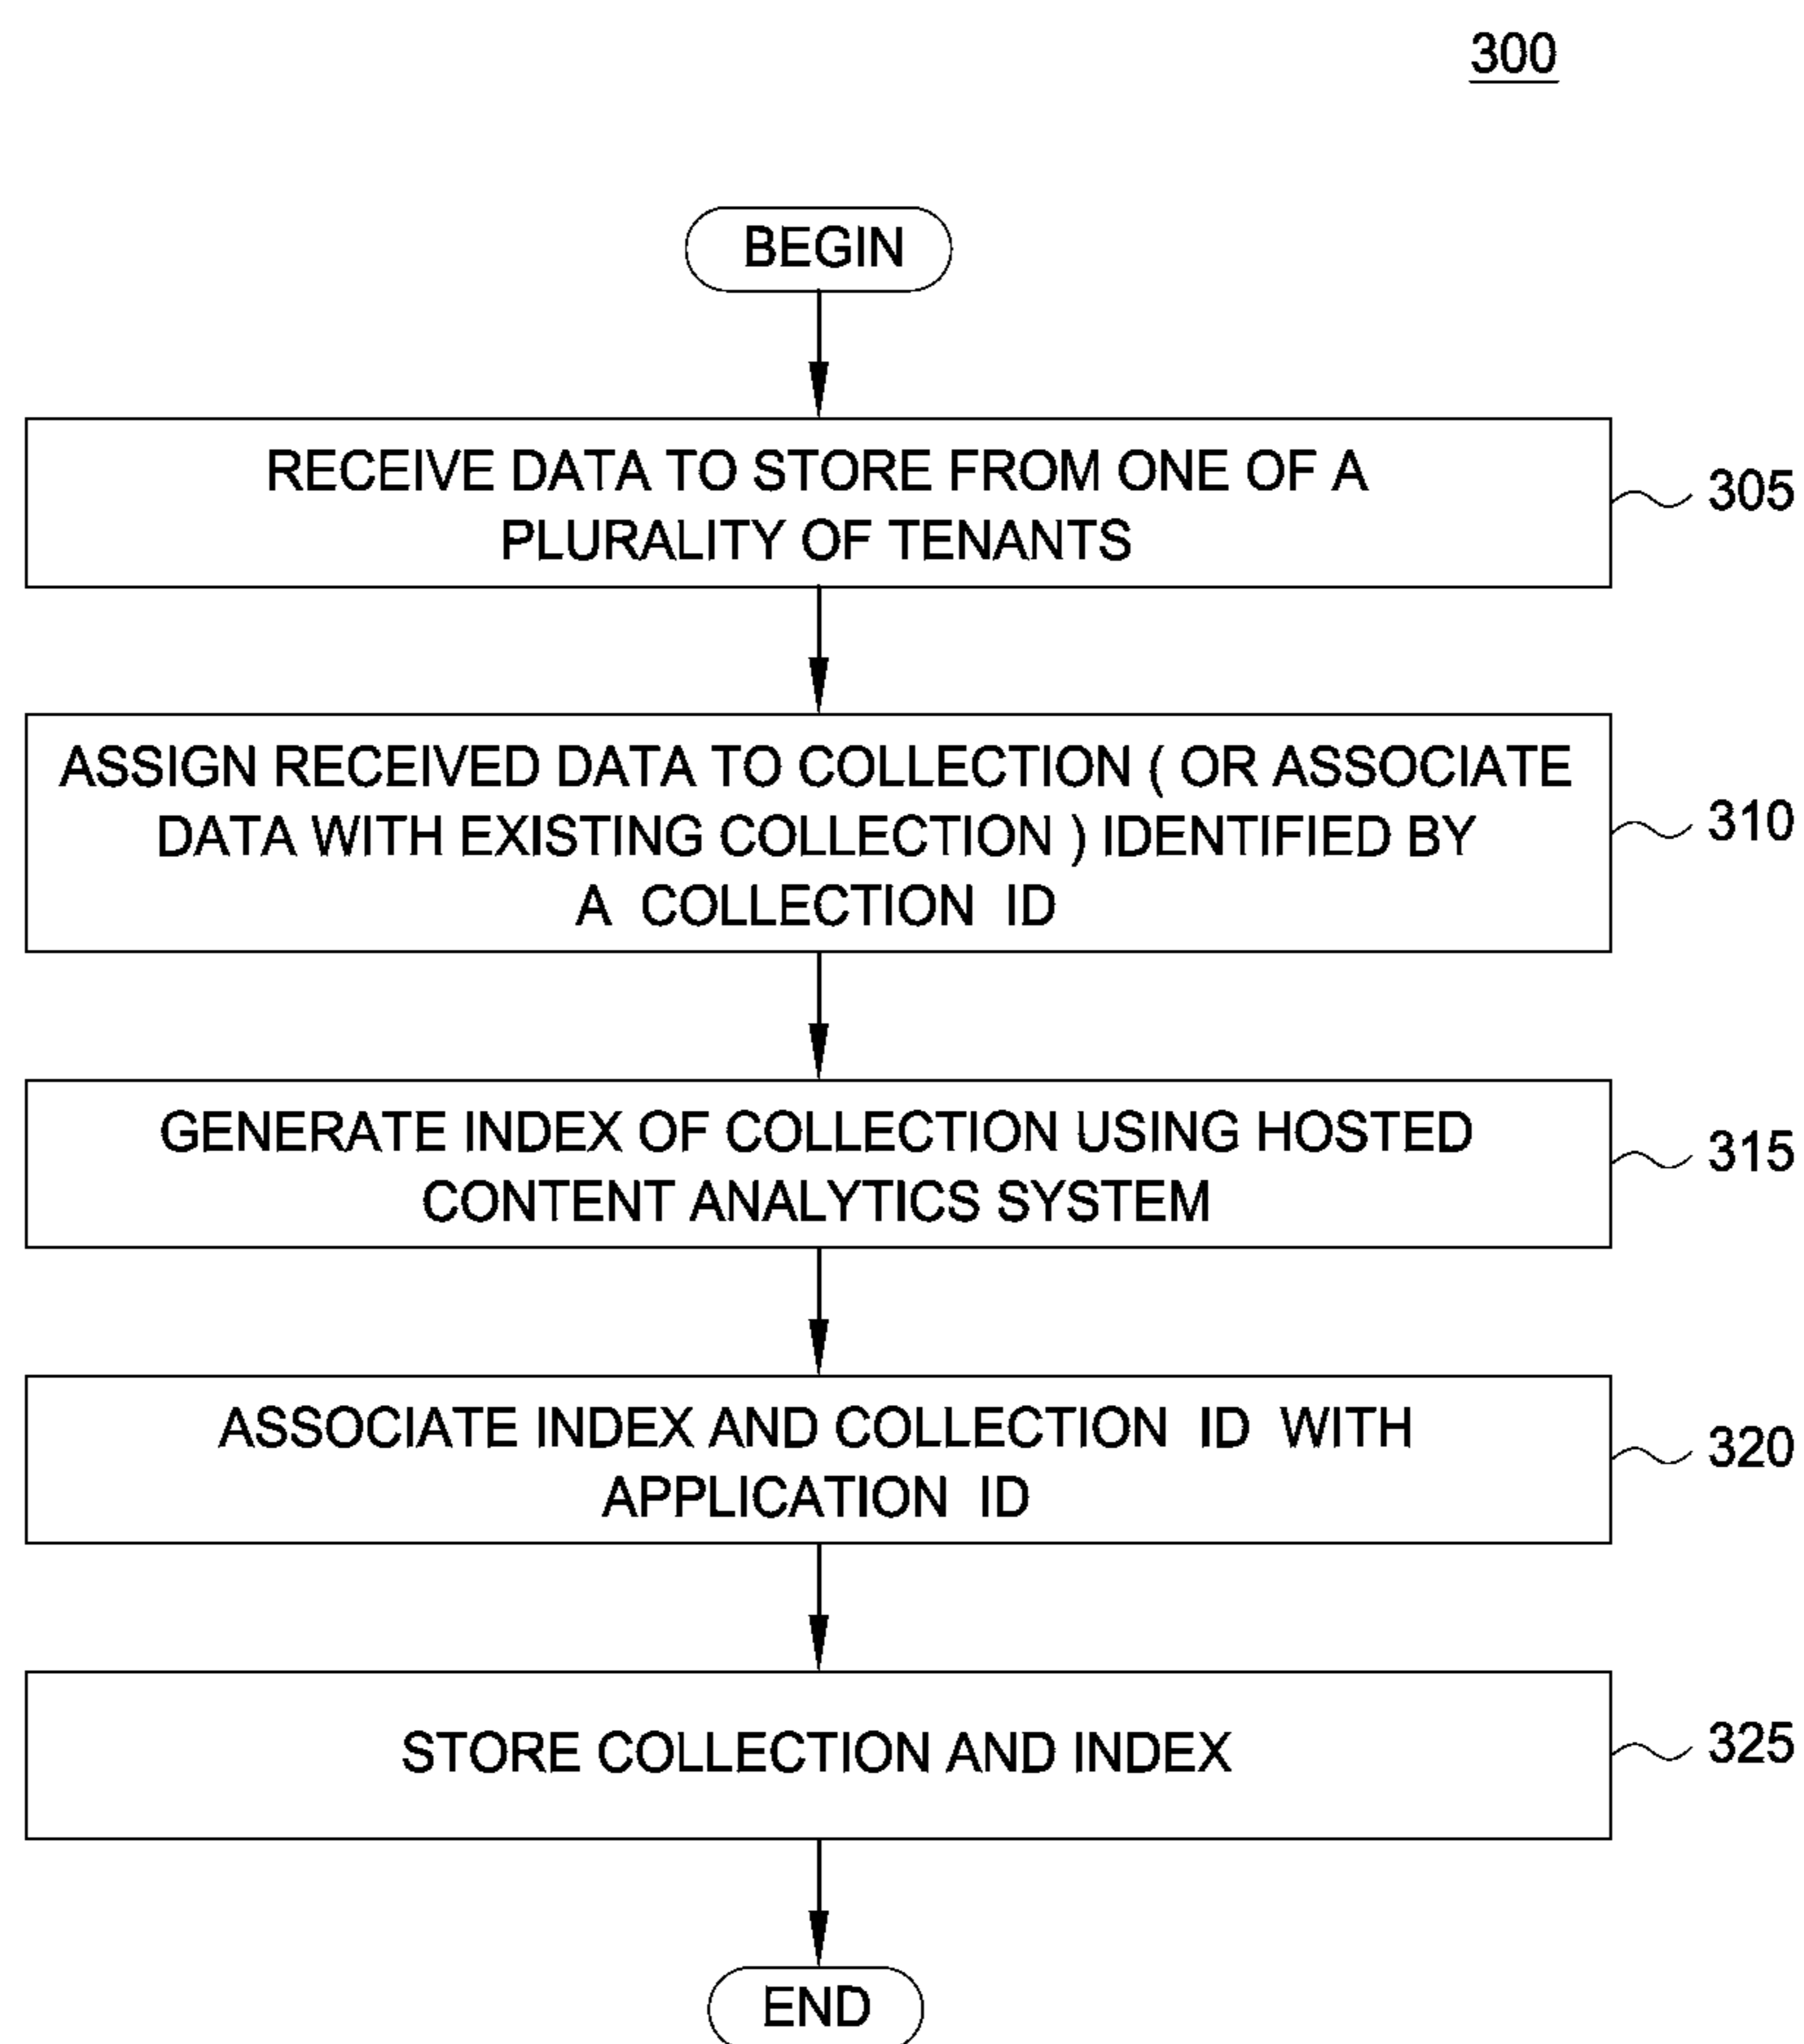 300
BEGIN
RECEIVE DATA TO STORE FROM ONE OF A
PLURALITY OF TENANTS
305
ASSIGN RECEIVED DATA TO COLLECTION ( OR ASSOCIATE
DATA WITH EXISTING COLLECTION ) IDENTIFIED BY
A COLLECTION ID
310
GENERATE INDEX OF COLLECTION USING HOSTED
CONTENT ANALYTICS SYSTEM
315
ASSOCIATE INDEX AND COLLECTION ID WITH
APPLICATION ID
320
STORE COLLECTION AND INDEX
325
END